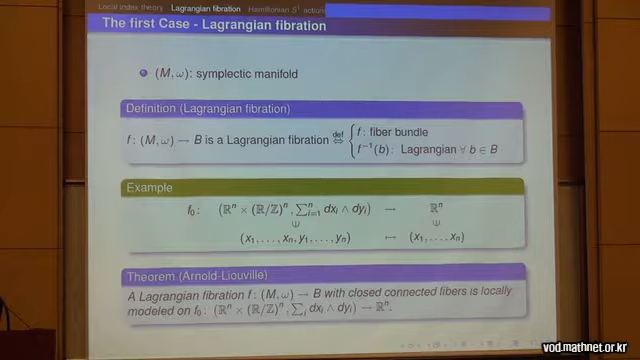 Local index theory Lagrangian fibration Hamiltonian S¹ action
The first Case - Lagrangian fibration
(M, ω): symplectic manifold
Definition (Lagrangian fibration)
f: (M, ω) → B is a Lagrangian fibration def ⇔ { f: fiber bundle
f⁻¹(b): Lagrangian ∀ b ∈ B
Example
f₀: (ℝⁿ × (ℝ/ℤ)ⁿ, ∑ⁿᵢ₌₁ dxᵢ ∧ dyᵢ) → ℝⁿ
Ψ Ψ
(x₁, . . . , xₙ, y₁, . . . , yₙ) ↦ (x₁, . . . xₙ)
Theorem (Arnold-Liouville)
A Lagrangian fibration f: (M, ω) → B with closed connected fibers is locally
modeled on f₀: (ℝⁿ × (ℝ/ℤ)ⁿ, ∑ᵢ dxᵢ ∧ dyᵢ) → ℝⁿ.
vod.mathnet.or.kr